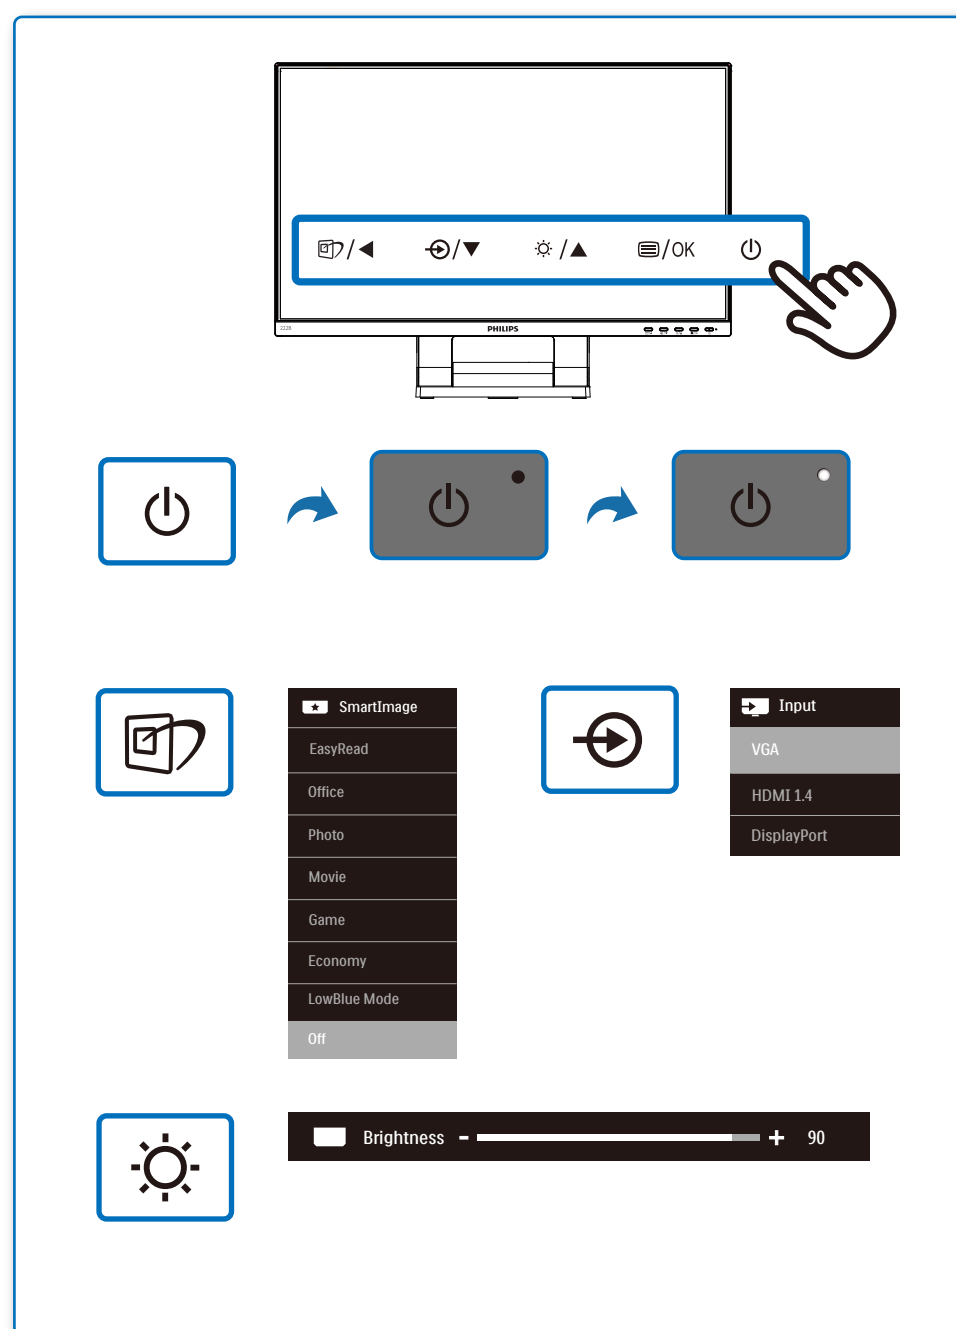 /OK
222B
PHILIPS
SmartImage
EasyRead
Office
Photo
Movie
Game
Economy
LowBlue Mode
Off
Input
VGA
HDMI 1.4
DisplayPort
Brightness - + 90